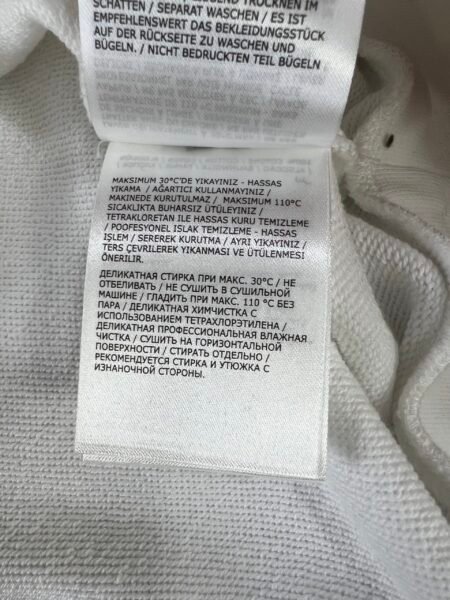 SCHATTEN / SEPARAT WASCHEN / ES IST
EMPFEHLENSWERT DAS BEKLEIDUNGSSTÜCK
AUF DER RÜCKSEITE ZU WASCHEN UND
BÜGELN. / NICHT BEDRUCKTEN TEIL BÜGELN
MAKSIMUM 30°C'DE YIKAYINIZ - HASSAS
YIKAMA / AĞARTICI KULLANMAYINIZ /
MAKINEDE KURUTULMAZ / MAKSIMUM 110°C
SICAKLIKTA BUHARSIZ ÜTÜLEYINIZ /
TETRAKLORETAN ILE HASSAS KURU TEMIZLEME
/ POOFESYONEL ISLAK TEMIZLEME - HASSAS
IŞLEM / SEREREK KURUTMA / AYRI YIKAYINIZ /
TERS ÇEVRILEREK YIKANMASI VE ÜTÜLENMESI
ÖNERILIR.
ДЕЛИКАТНАЯ СТИРКА ПРИ МАКС. 30°C / НЕ
ОТБЕЛИВАТЬ / НЕ СУШИТЬ В СУШИЛЬНОЙ
МАШИНЕ / ГЛАДИТЬ ПРИ МАКС. 110 °C БЕЗ
ПАРА / ДЕЛИКАТНАЯ ХИМЧИСТКА С
ИСПОЛЬЗОВАНИЕМ ТЕТРАХЛОРЭТИЛЕНА /
ДЕЛИКАТНАЯ ПРОФЕССИОНАЛЬНАЯ ВЛАЖНАЯ
ЧИСТКА / СУШИТЬ НА ГОРИЗОНТАЛЬНОЙ
ПОВЕРХНОСТИ / СТИРАТЬ ОТДЕЛЬНО /
РЕКОМЕНДУЕТСЯ СТИРКА И УТЮЖКА С
ИЗНАНОЧНОЙ СТОРОНЫ.